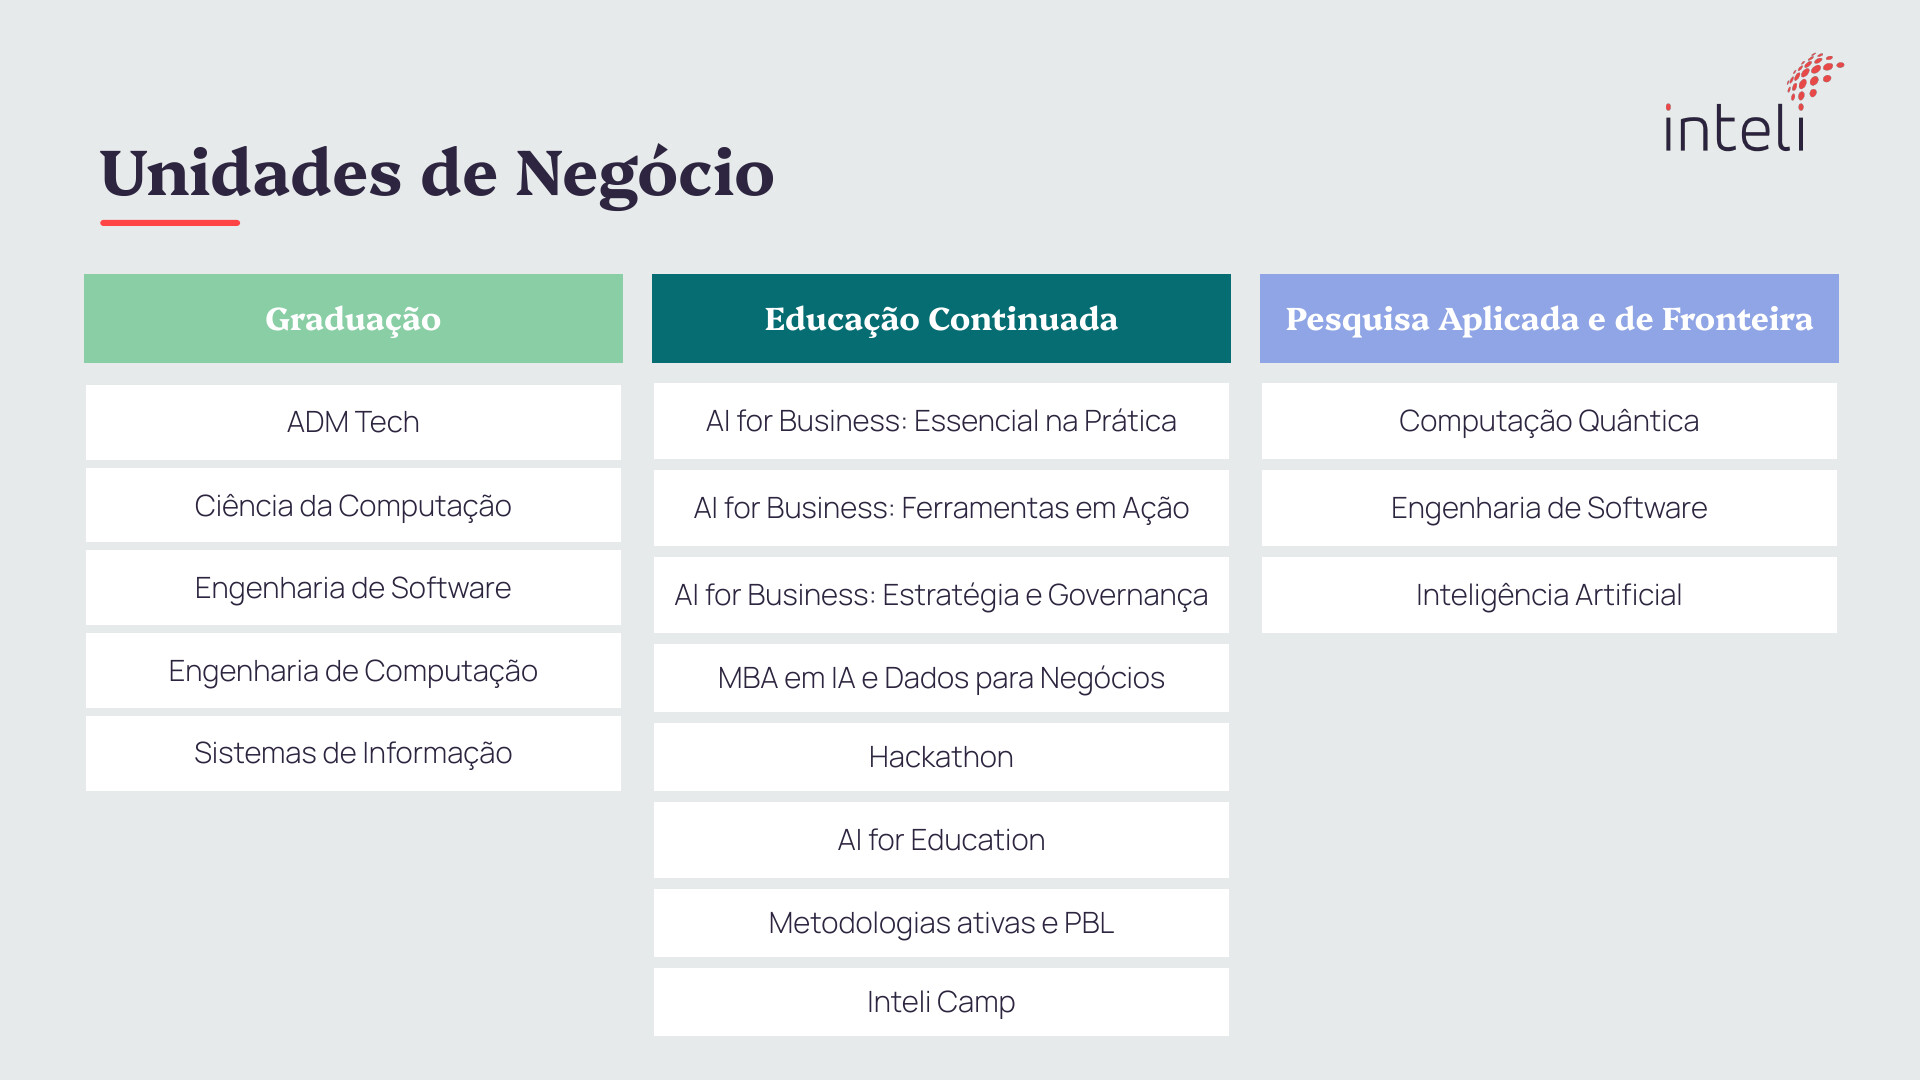 inteli
Unidades de Negócio
Graduação
ADM Tech
Ciência da Computação
Engenharia de Software
Engenharia de Computação
Sistemas de Informação
Educação Continuada
AI for Business: Essencial na Prática
AI for Business: Ferramentas em Ação
AI for Business: Estratégia e Governança
MBA em IA e Dados para Negócios
Hackathon
AI for Education
Metodologias ativas e PBL
Inteli Camp
Pesquisa Aplicada e de Fronteira
Computação Quântica
Engenharia de Software
Inteligência Artificial